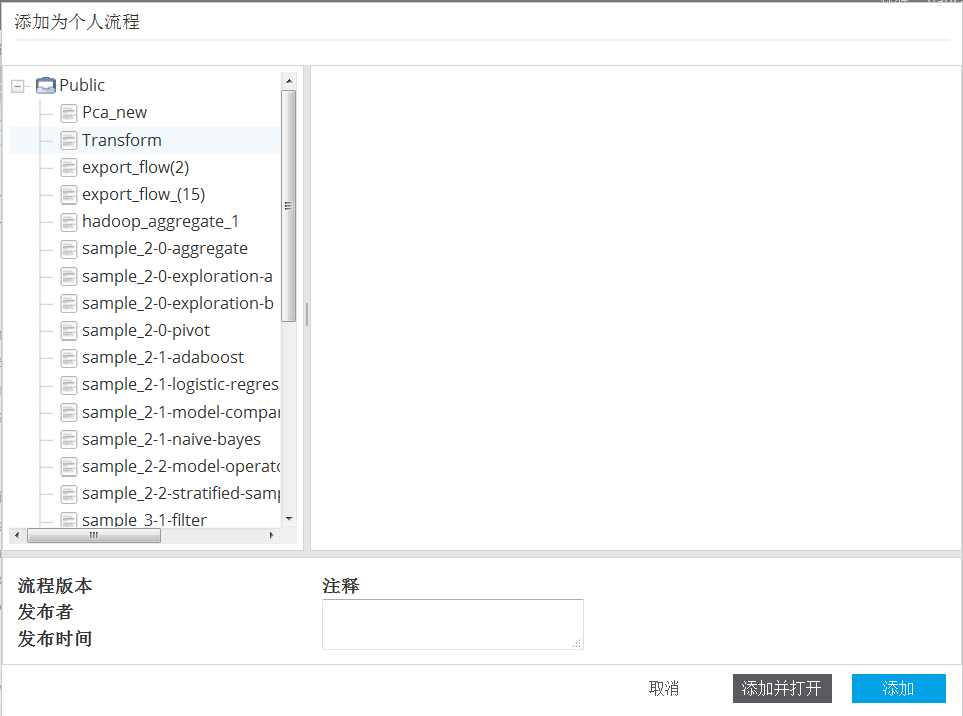 添加为个人流程
Public
Pca_new
Transform
export_flow(2)
export_flow_(15)
hadoop_aggregate_1
sample_2-0-aggregate
sample_2-0-exploration-a
sample_2-0-exploration-b
sample_2-0-pivot
sample_2-1-adaboost
sample_2-1-logistic-regres
sample_2-1-model-compar
sample_2-1-naive-bayes
sample_2-2-model-operato
sample_2-2-stratified-samp
sample_3-1-filter
流程版本
注释
发布者
发布时间
取消
添加并打开
添加